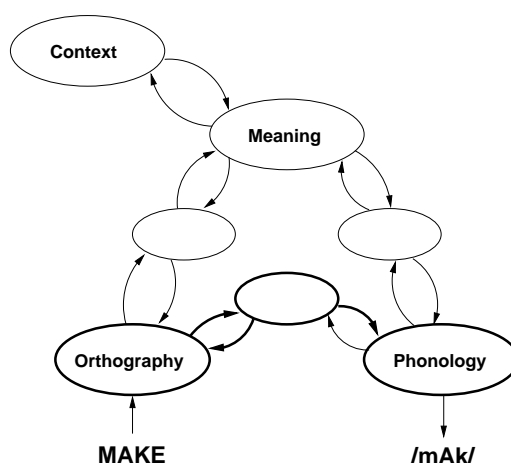 Context
Meaning
Orthography
Phonology
MAKE
/mAk/